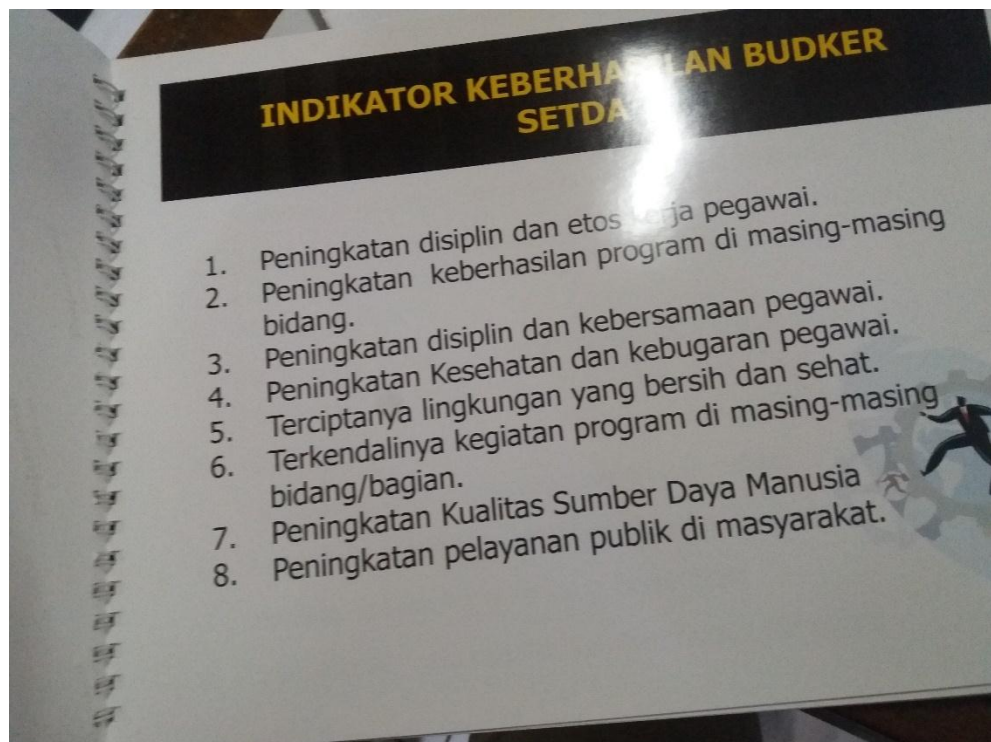 INDIKATOR KEBERHASILAN BUDKER
SETDA
1. Peningkatan disiplin dan etos kerja pegawai.
2. Peningkatan keberhasilan program di masing-masing
bidang.
3. Peningkatan disiplin dan kebersamaan pegawai.
4. Peningkatan Kesehatan dan kebugaran pegawai.
5. Terciptanya lingkungan yang bersih dan sehat.
6. Terkendalinya kegiatan program di masing-masing
bidang/bagian.
7. Peningkatan Kualitas Sumber Daya Manusia
8. Peningkatan pelayanan publik di masyarakat.